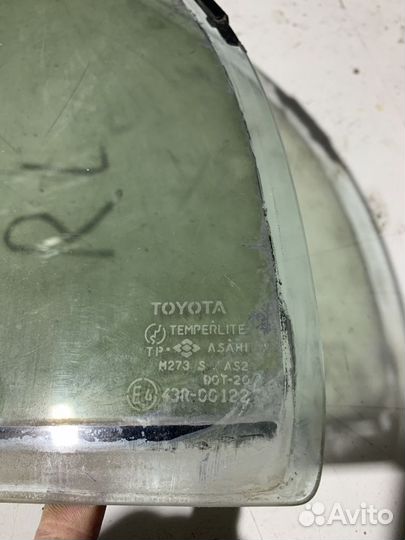 RL
TOYOTA
TEMPERLITE
TP• ASAHI
M273 S AS2
DOT-20
E4 43R-00122
Avito